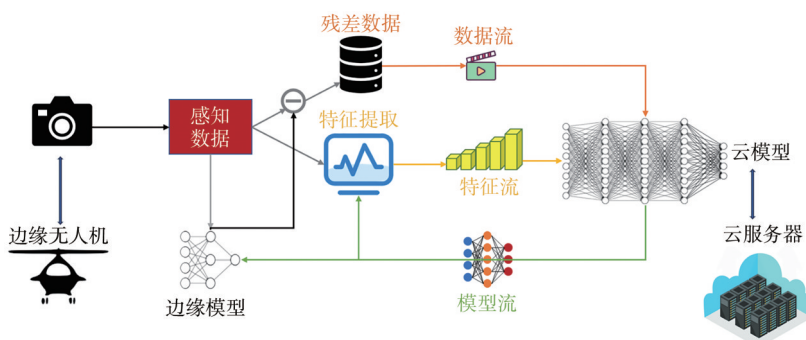 残差数据
数据流
感知
数据
特征提取
特征流
云模型
边缘无人机
云服务器
边缘模型
模型流